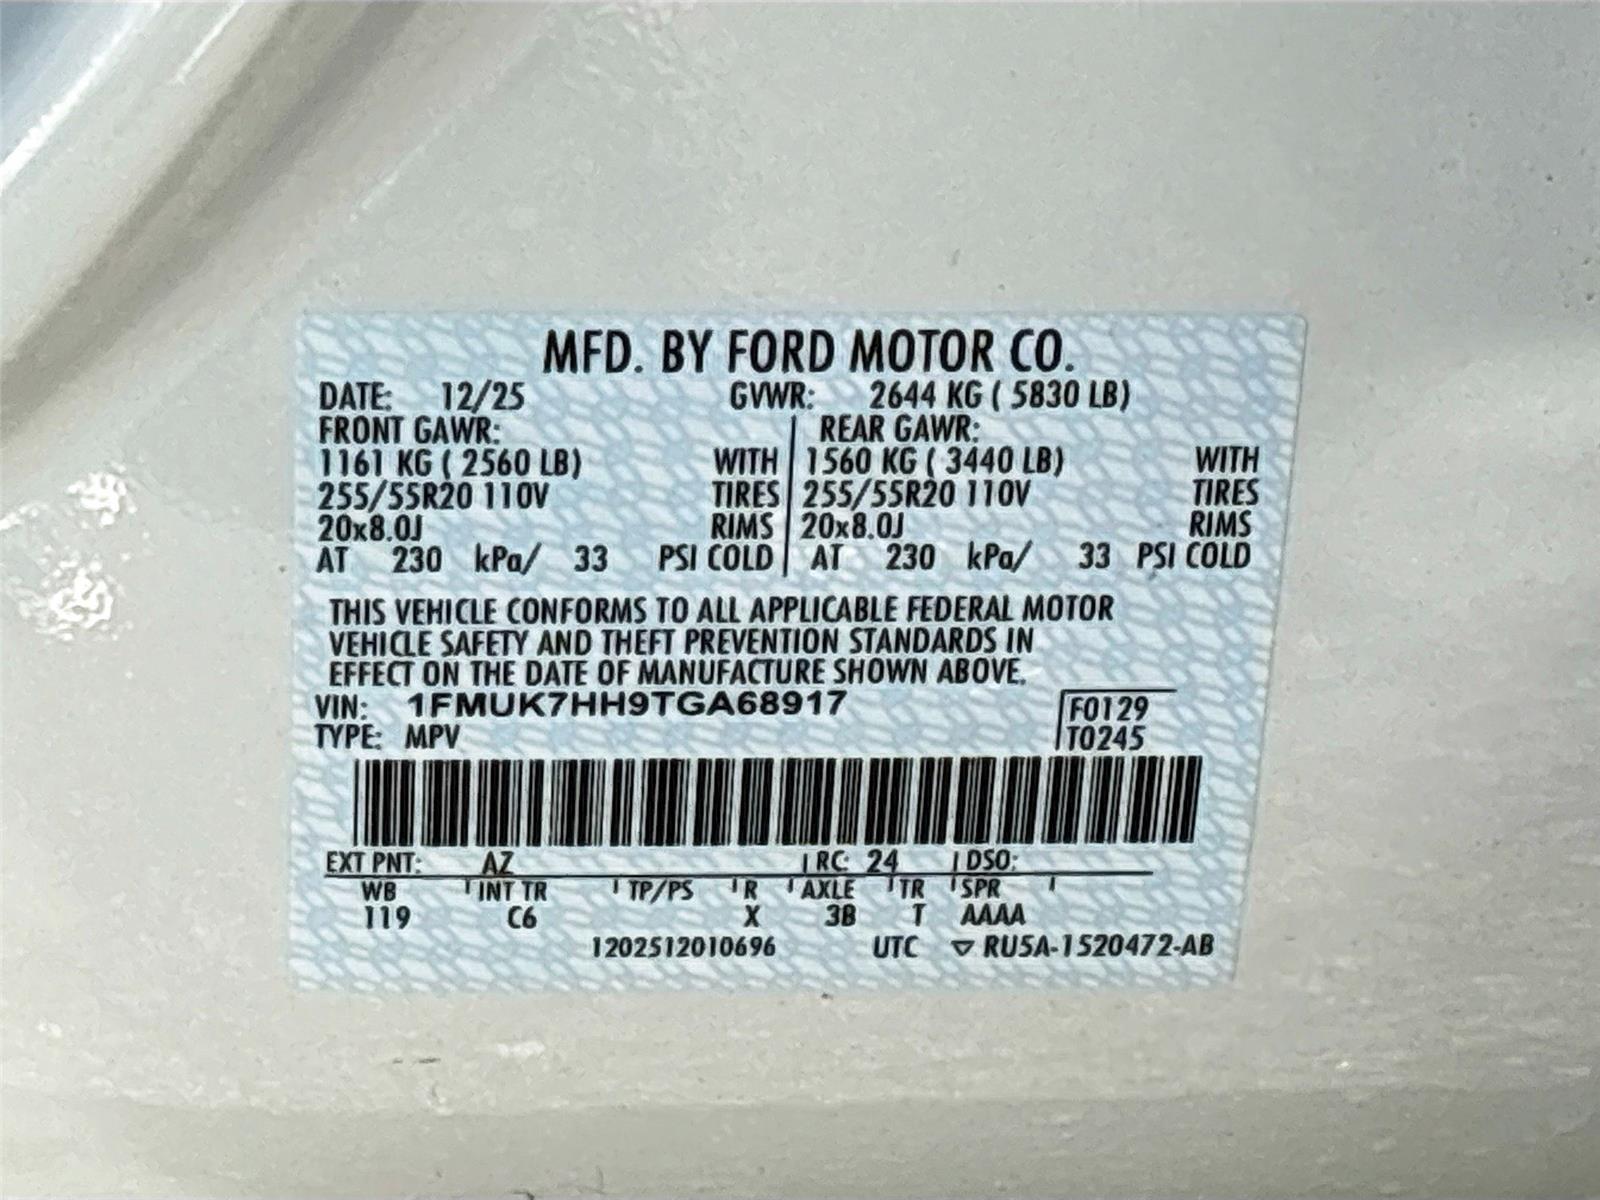 MFD. BY FORD MOTOR CO.
DATE: 12/25 GVWR: 2644 KG ( 5830 LB)
FRONT GAWR: REAR GAWR:
1161 KG ( 2560 LB) WITH 1560 KG ( 3440 LB) WITH
255/55R20 110V TIRES 255/55R20 110V TIRES
20x8.0J RIMS 20x8.0J RIMS
AT 230 kPa/ 33 PSI COLD AT 230 kPa/ 33 PSI COLD
THIS VEHICLE CONFORMS TO ALL APPLICABLE FEDERAL MOTOR
VEHICLE SAFETY AND THEFT PREVENTION STANDARDS IN
EFFECT ON THE DATE OF MANUFACTURE SHOWN ABOVE.
VIN: 1FMUK7HH9TGA68917 F0129
TYPE: MPV T0245
EXT PNT: AZ RC: 24 DSO:
WB INT TR TP/PS R AXLE TR SPR
119 C6 X 3B T AAAA
1202512010696 UTC ▽ RU5A-1520472-AB